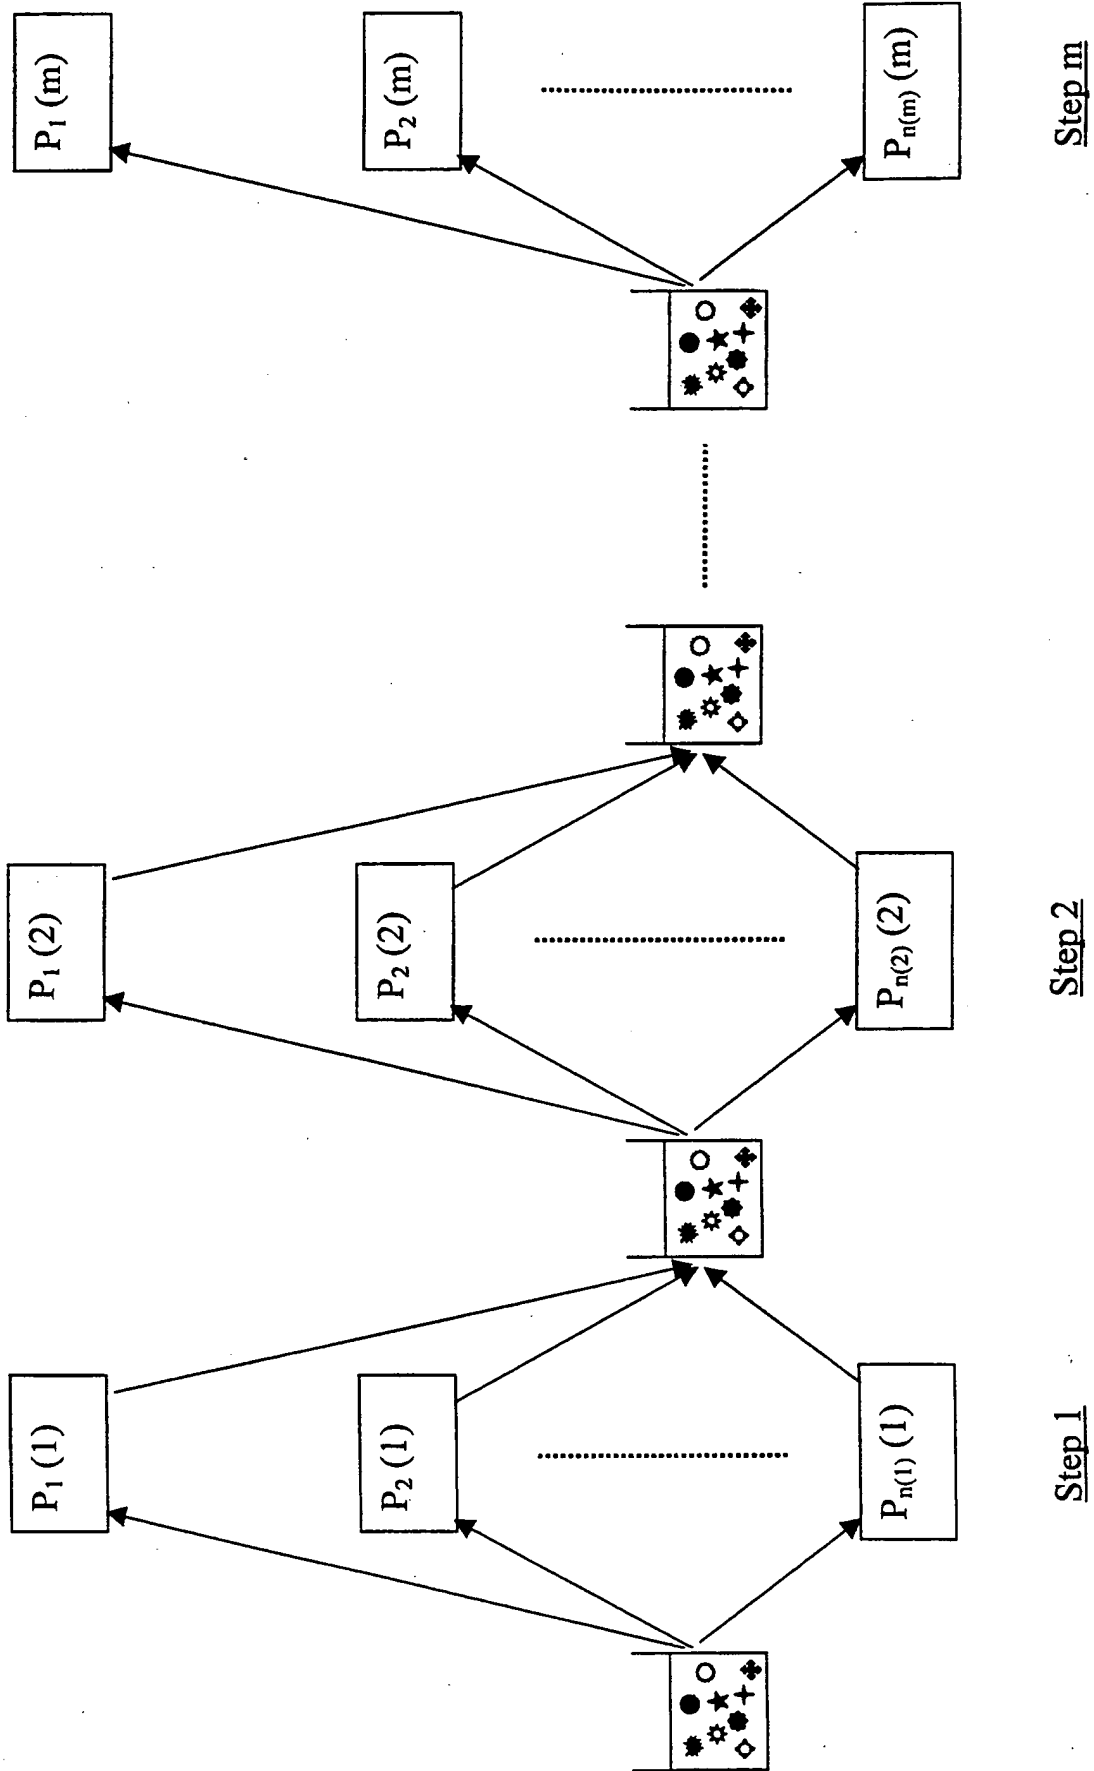 P₁ (1)
P₂ (1)
Pₙ₍₁₎ (1)
Step 1
P₁ (2)
P₂ (2)
Pₙ₍₂₎ (2)
Step 2
P₁ (m)
P₂ (m)
Pₙ₍ₘ₎ (m)
Step m